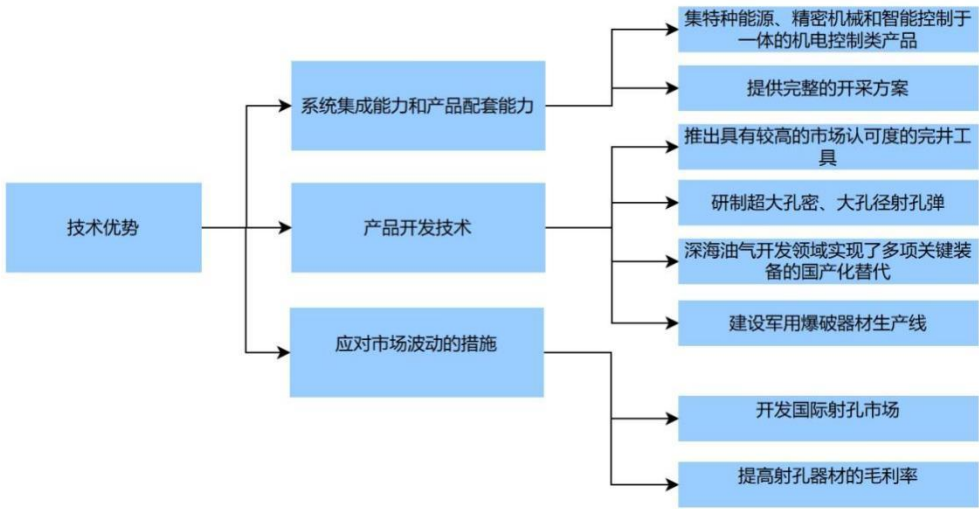 技术优势
系统集成能力和产品配套能力
集特种能源、精密机械和智能控制于
一体的机电控制类产品
提供完整的开采方案
产品开发技术
推出具有较高的市场认可度的完井工
具
研制超大孔密、大孔径射孔弹
深海油气开发领域实现了多项关键装
备的国产化替代
建设军用爆破器材生产线
应对市场波动的措施
开发国际射孔市场
提高射孔器材的毛利率